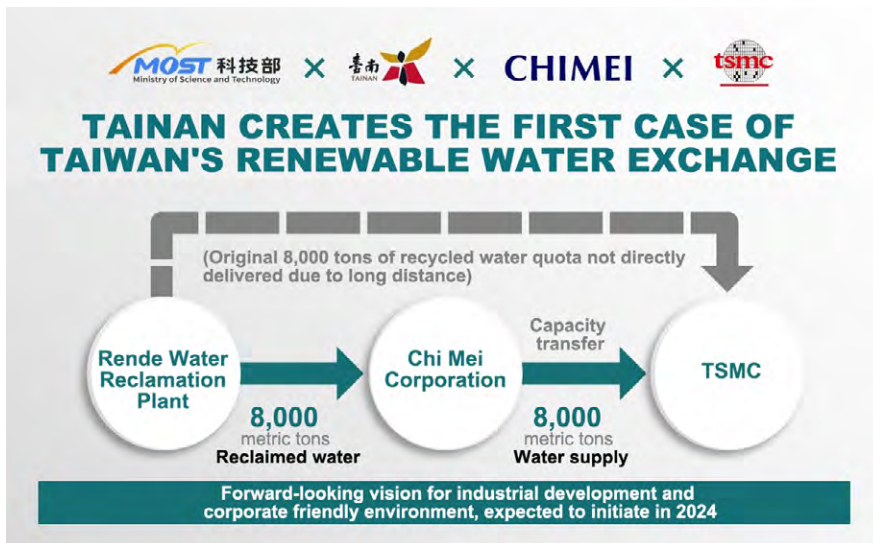 MOST 科技部
Ministry of Science and Technology
×
臺南
TAINAN
×
CHIMEI
×
tsmc
TAINAN CREATES THE FIRST CASE OF
TAIWAN'S RENEWABLE WATER EXCHANGE
(Original 8,000 tons of recycled water quota not directly
delivered due to long distance)
Rende Water
Reclamation
Plant
8,000
metric tons
Reclaimed water
Chi Mei
Corporation
Capacity
transfer
8,000
metric tons
Water supply
TSMC
Forward-looking vision for industrial development and
corporate friendly environment, expected to initiate in 2024